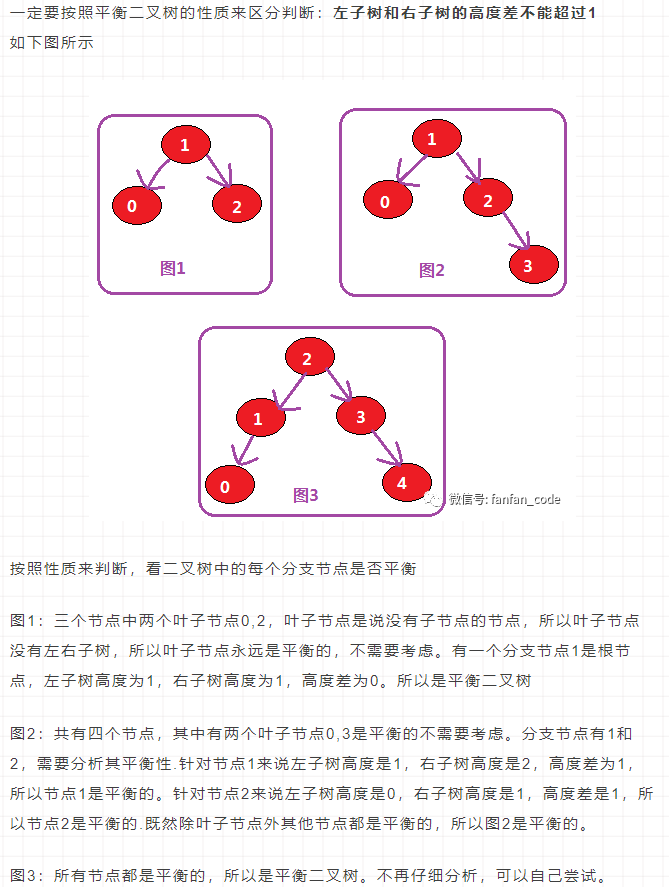 一定要按照平衡二叉树的性质来区分判断：左子树和右子树的高度差不能超过1
如下图所示
1
0
2
图1
1
0
2
3
图2
2
1
3
0
4
图3
微信号: fanfan_code
按照性质来判断，看二叉树中的每个分支节点是否平衡
图1：三个节点中两个叶子节点0,2，叶子节点是说没有子节点的节点，所以叶子节点
没有左右子树，所以叶子节点永远是平衡的，不需要考虑。有一个分支节点1是根节
点，左子树高度为1，右子树高度为1，高度差为0。所以是平衡二叉树
图2：共有四个节点，其中有两个叶子节点0,3是平衡的不需要考虑。分支节点有1和
2，需要分析其平衡性.针对节点1来说左子树高度是1，右子树高度是2，高度差为1，
所以节点1是平衡的。针对节点2来说左子树高度是0，右子树高度是1，高度差是1，所
以节点2是平衡的.既然除叶子节点外其他节点都是平衡的，所以图2是平衡的。
图3：所有节点都是平衡的，所以是平衡二叉树。不再仔细分析，可以自己尝试。